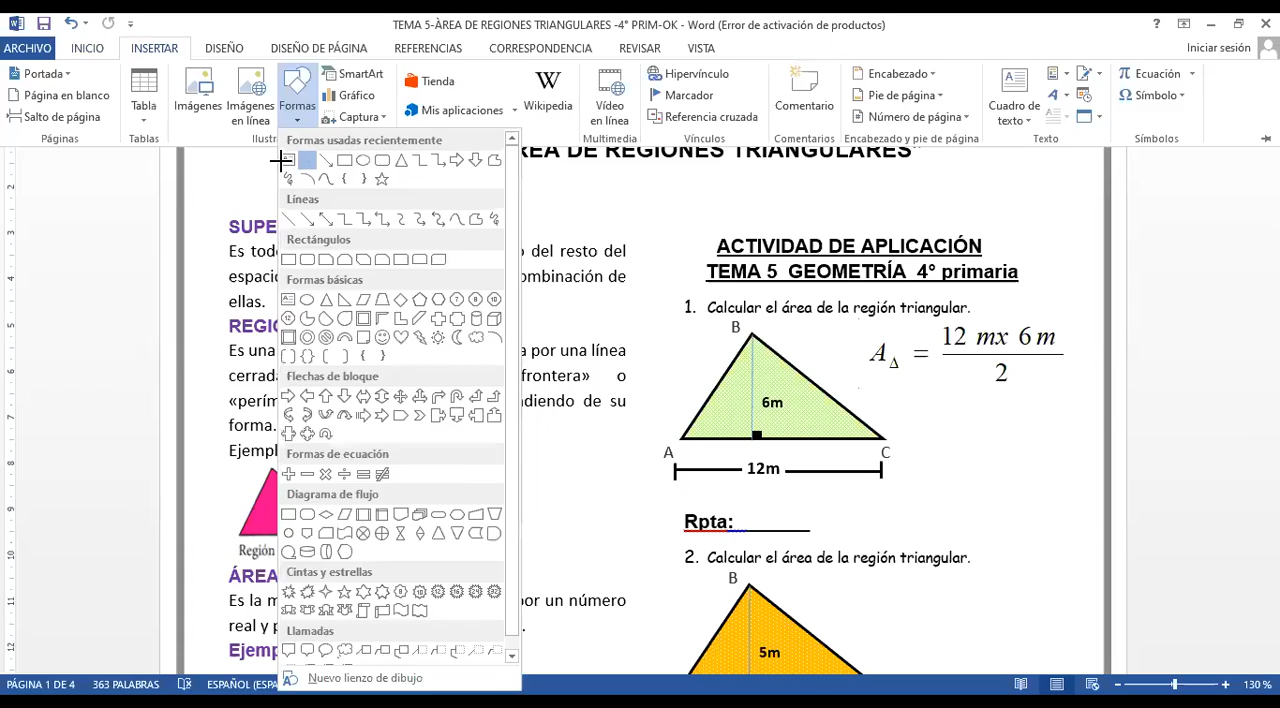 TEMA 5-ÀREA DE REGIONES TRIANGULARES -4° PRIM-OK - Word (Error de activación de productos)
ARCHIVO INICIO INSERTAR DISEÑO DISEÑO DE PÁGINA REFERENCIAS CORRESPONDENCIA REVISAR VISTA Iniciar sesión
Portada
Página en blanco
Salto de página
Páginas
Tabla
Tablas
Imágenes
Imágenes en línea
Formas
SmartArt
Gráfico
Captura
Ilustr
Tienda
Mis aplicaciones
Wikipedia
Vídeo en línea
Multimedia
Hipervínculo
Marcador
Referencia cruzada
Vínculos
Comentario
Comentarios
Encabezado
Pie de página
Número de página
Encabezado y pie de página
Cuadro de texto
Texto
Ecuación
Símbolo
Símbolos
Formas usadas recientemente
Líneas
Rectángulos
Formas básicas
Flechas de bloque
Formas de ecuación
Diagrama de flujo
Cintas y estrellas
Llamadas
Nuevo lienzo de dibujo
REA DE REGIONES TRIANGULARES"
SUPE
Es todo del resto del
espacio ombinación de
ellas.
REGI
Es una a por una línea
cerrada frontera» o
«perím ndiendo de su
forma.
Ejempl
Región
ÁREA
Es la m por un número
real y p
Ejemp
ACTIVIDAD DE APLICACIÓN
TEMA 5 GEOMETRÍA 4° primaria
1. Calcular el área de la región triangular.
B
6m
A C
12m
A∆ = 12 mx 6 m / 2
Rpta: ________
2. Calcular el área de la región triangular.
B
5m
PÁGINA 1 DE 4 363 PALABRAS ESPAÑOL (ESPA 130 %